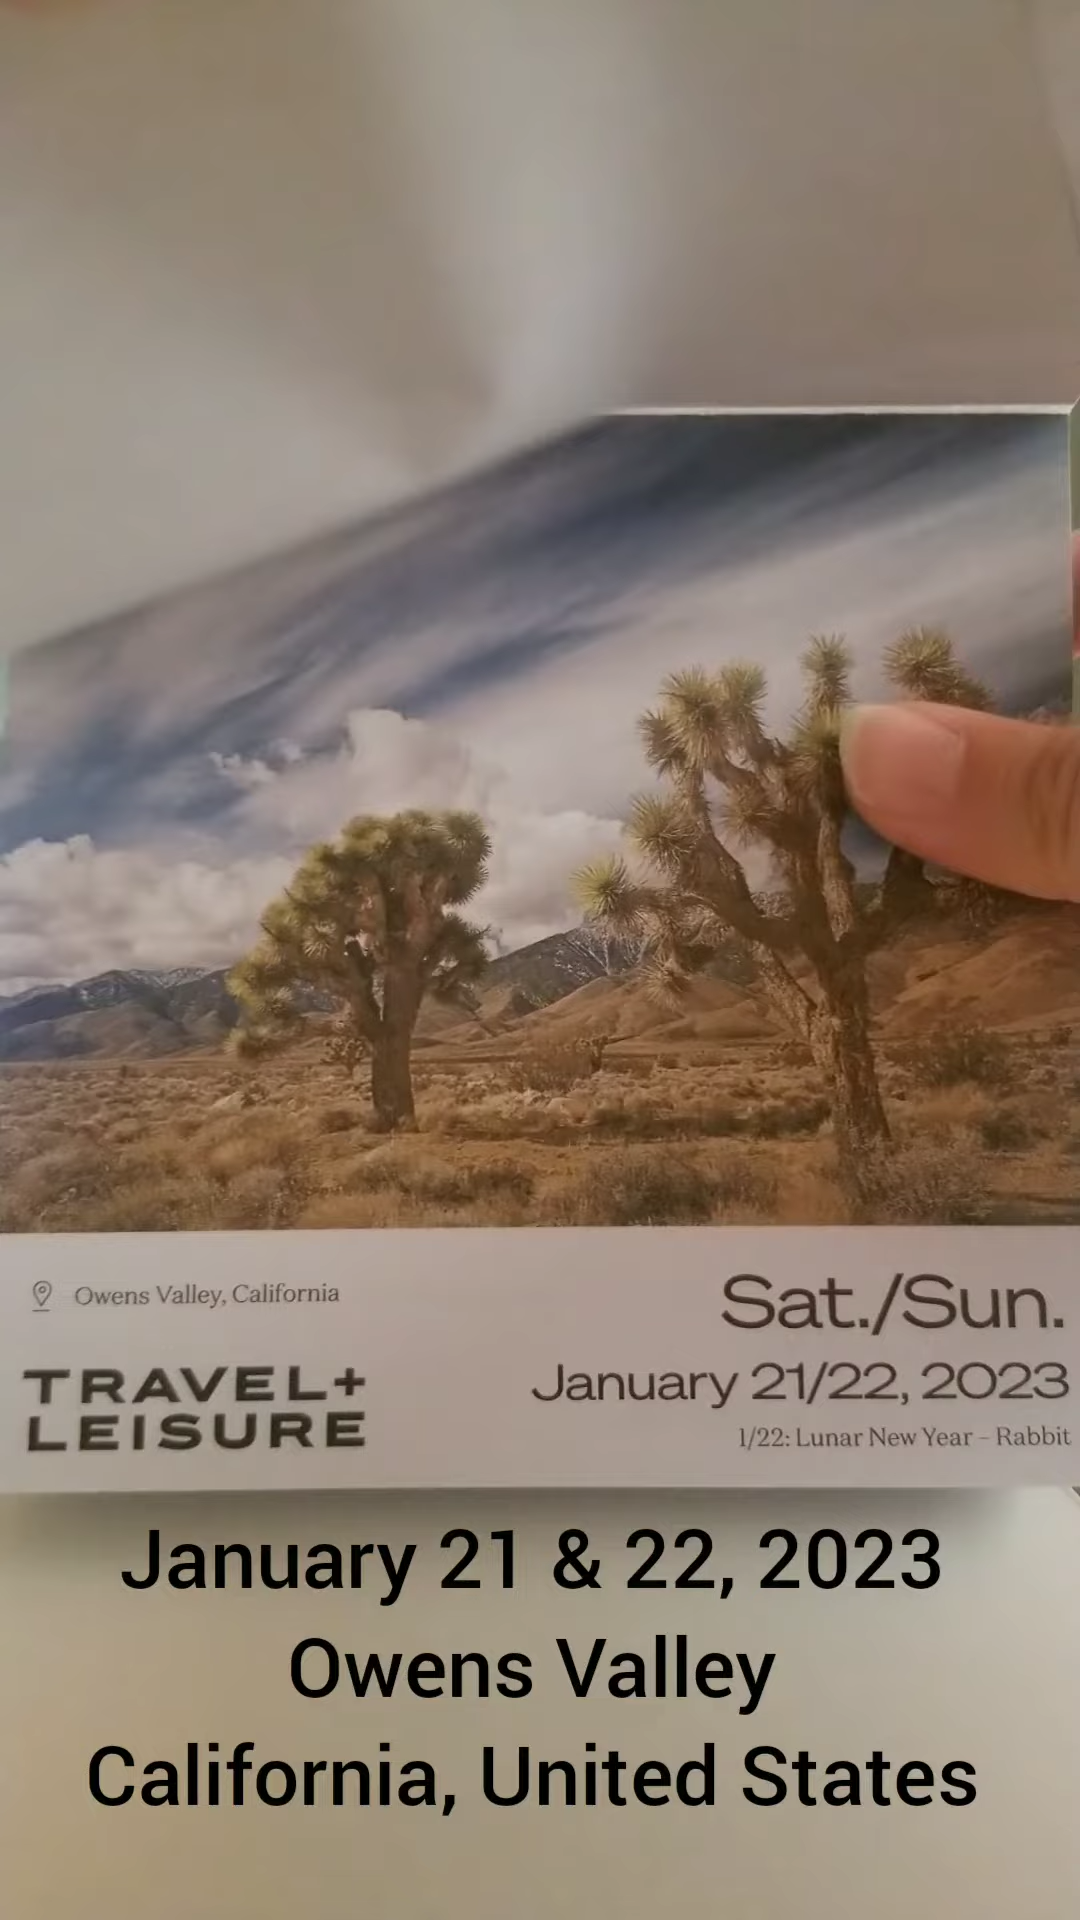 Owens Valley, California
TRAVEL+
LEISURE
Sat./Sun.
January 21/22, 2023
1/22: Lunar New Year – Rabbit
January 21 & 22, 2023
Owens Valley
California, United States